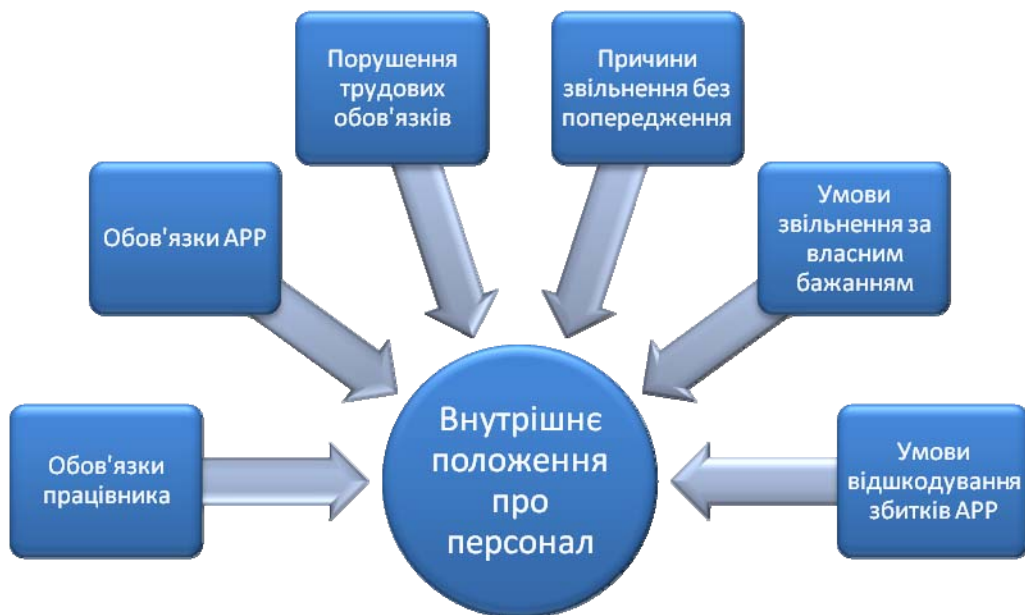 Порушення
трудових
обов'язків
Причини
звільнення без
попередження
Обов'язки АРР
Умови
звільнення за
власним
бажанням
Обов'язки
працівника
Внутрішнє
положення
про
персонал
Умови
відшкодування
збитків АРР